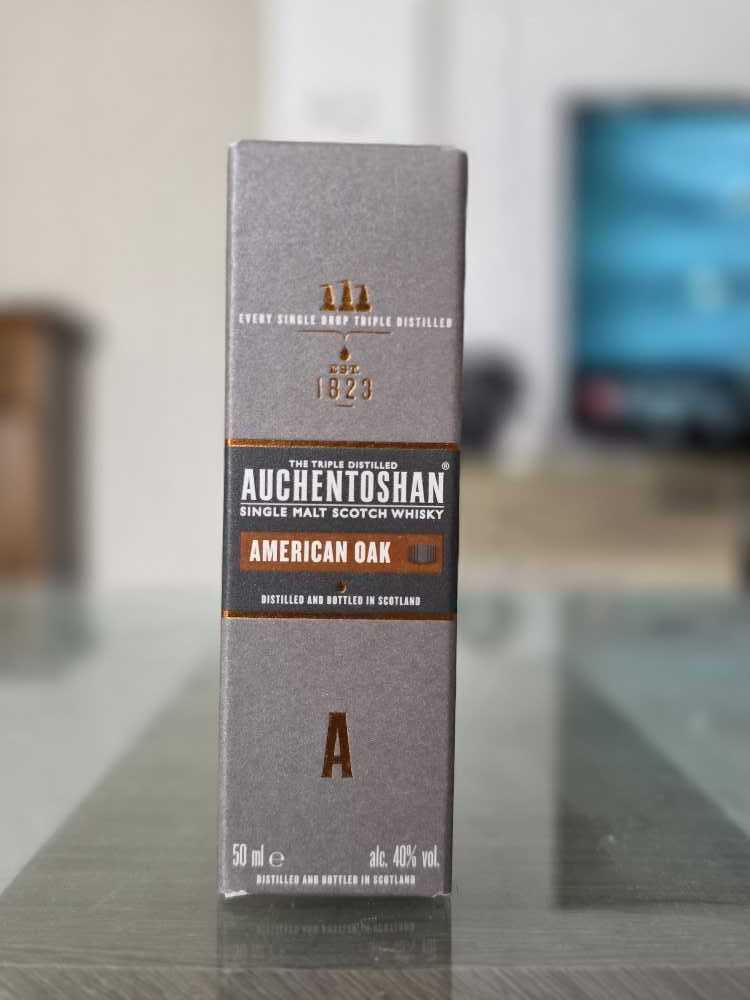 EVERY SINGLE DROP TRIPLE DISTILLED
EST.
1823
THE TRIPLE DISTILLED
AUCHENTOSHAN®
SINGLE MALT SCOTCH WHISKY
AMERICAN OAK
DISTILLED AND BOTTLED IN SCOTLAND
A
50 ml ℮ alc. 40% vol.
DISTILLED AND BOTTLED IN SCOTLAND